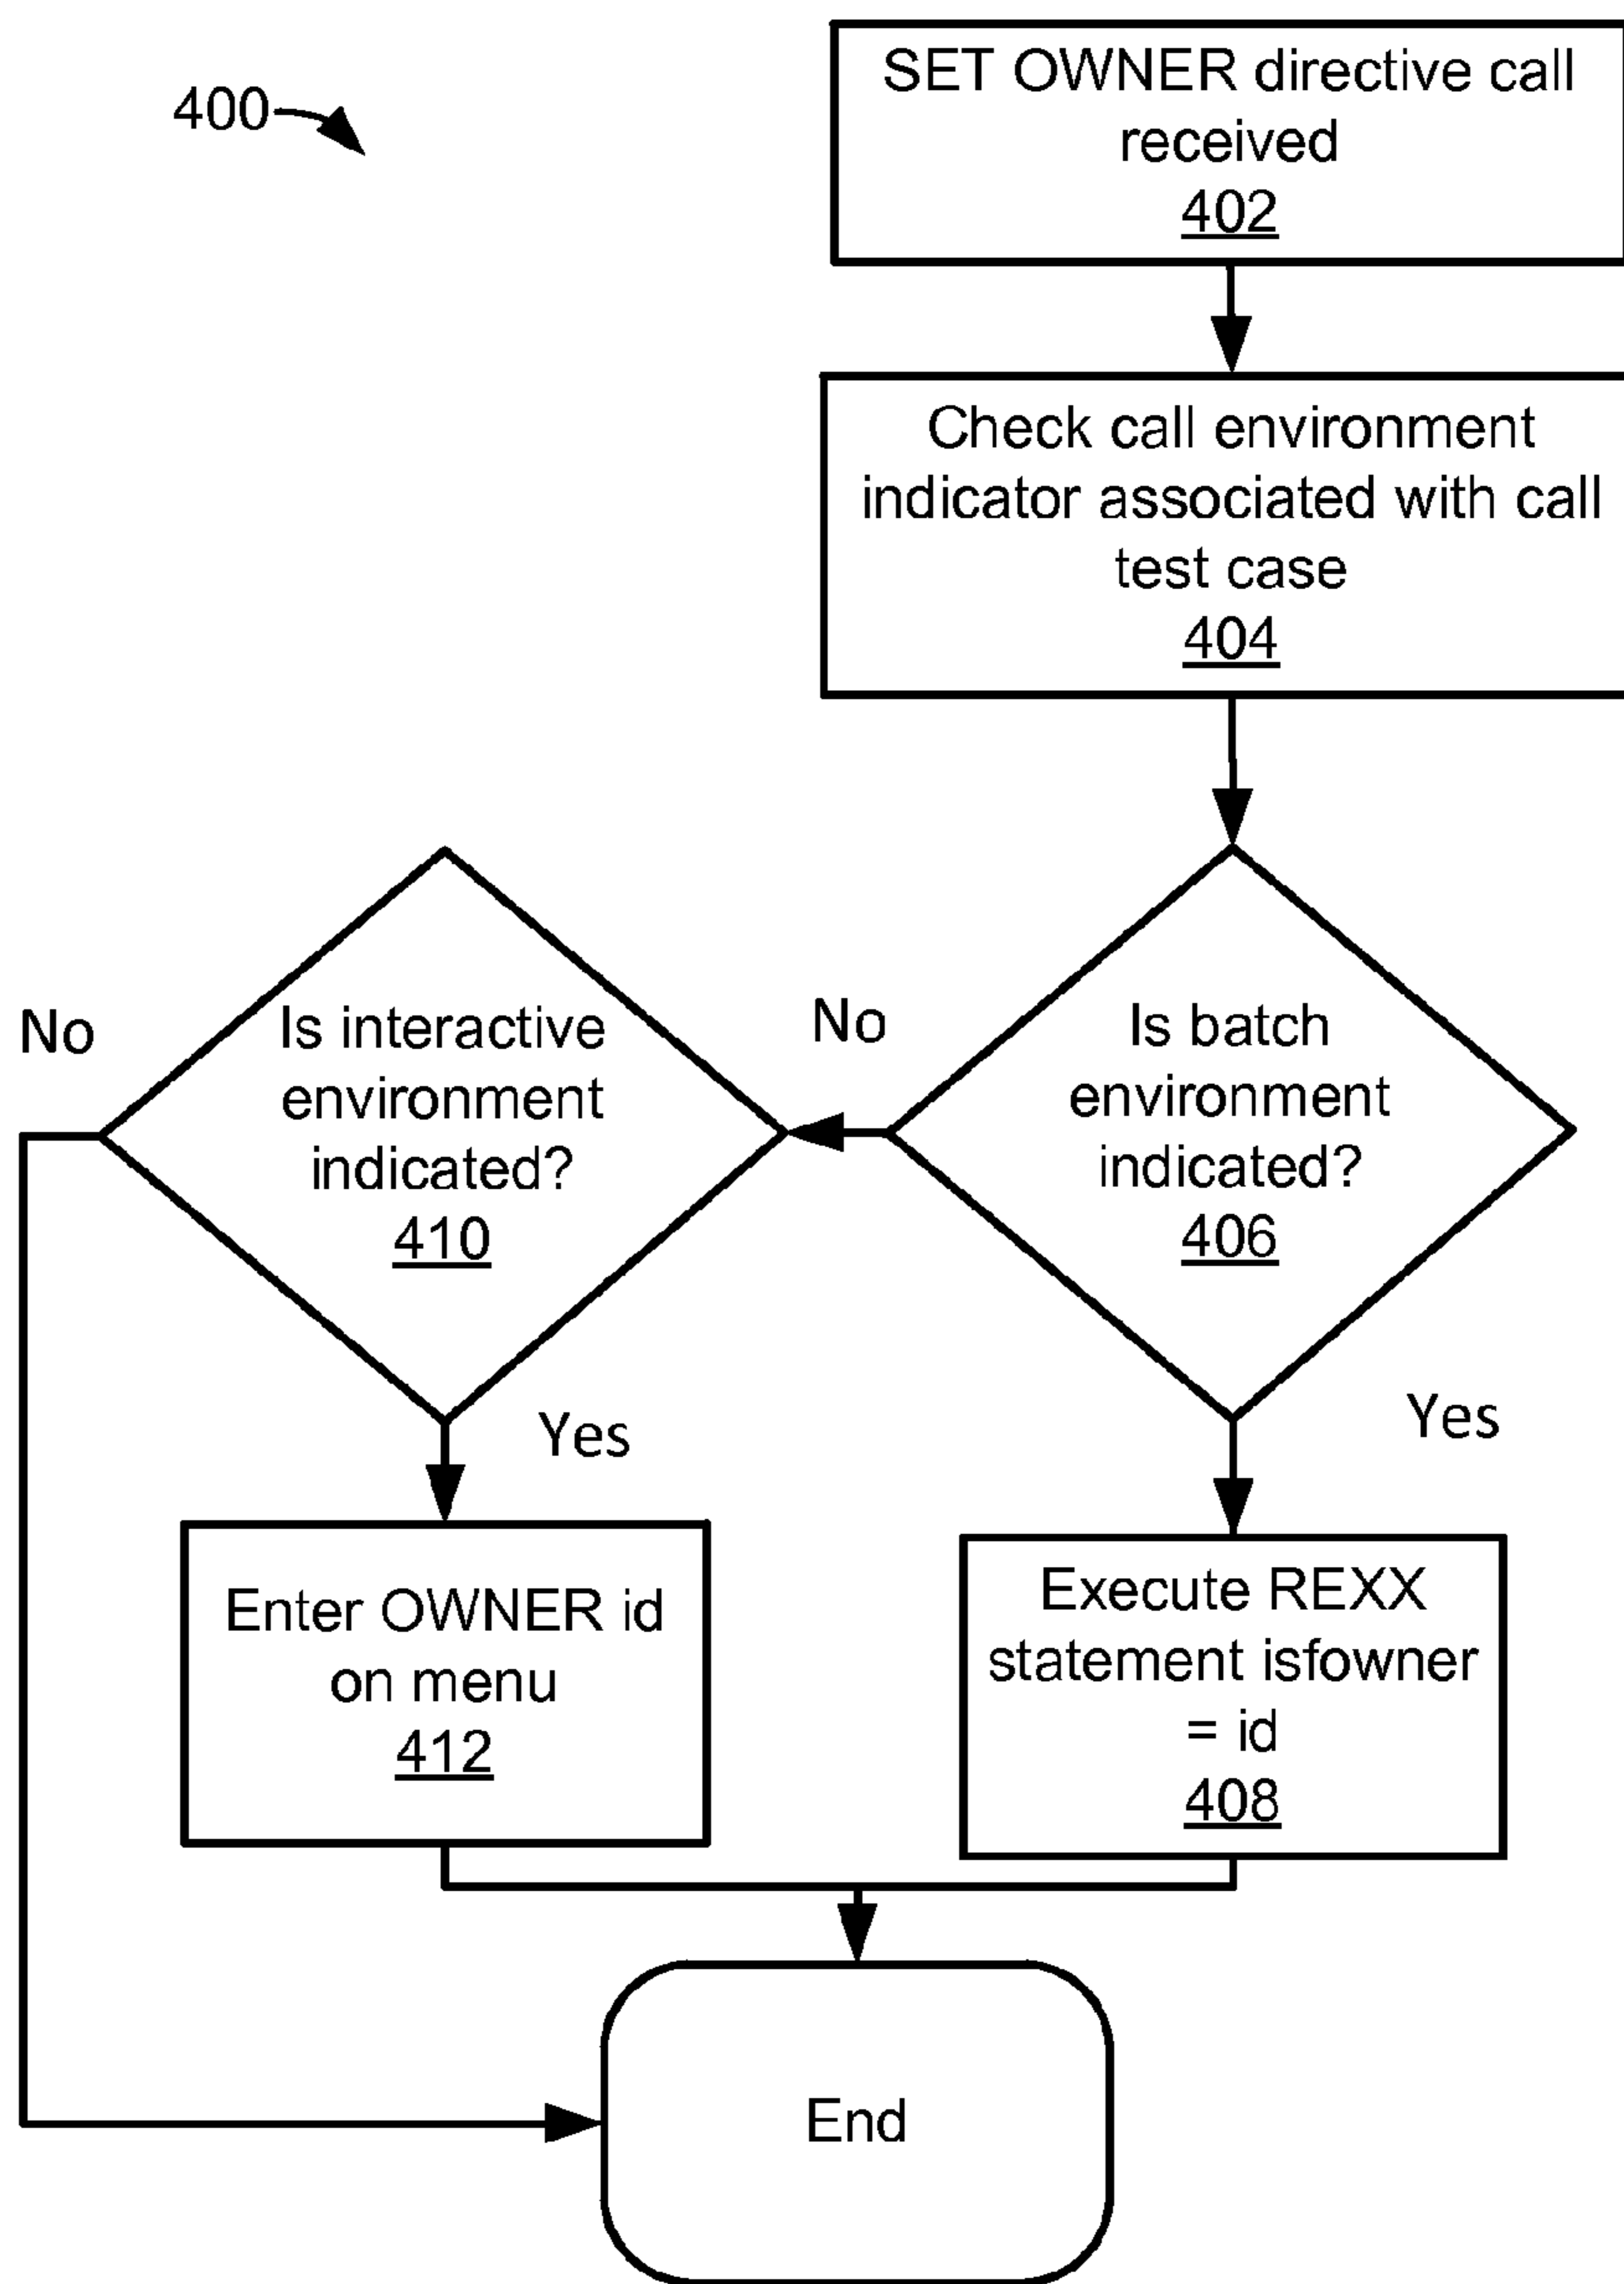 400
SET OWNER directive call
received
402
Check call environment
indicator associated with call
test case
404
Is batch
environment
indicated?
406
No
Yes
Is interactive
environment
indicated?
410
No
Yes
Enter OWNER id
on menu
412
Execute REXX
statement isfowner
= id
408
End